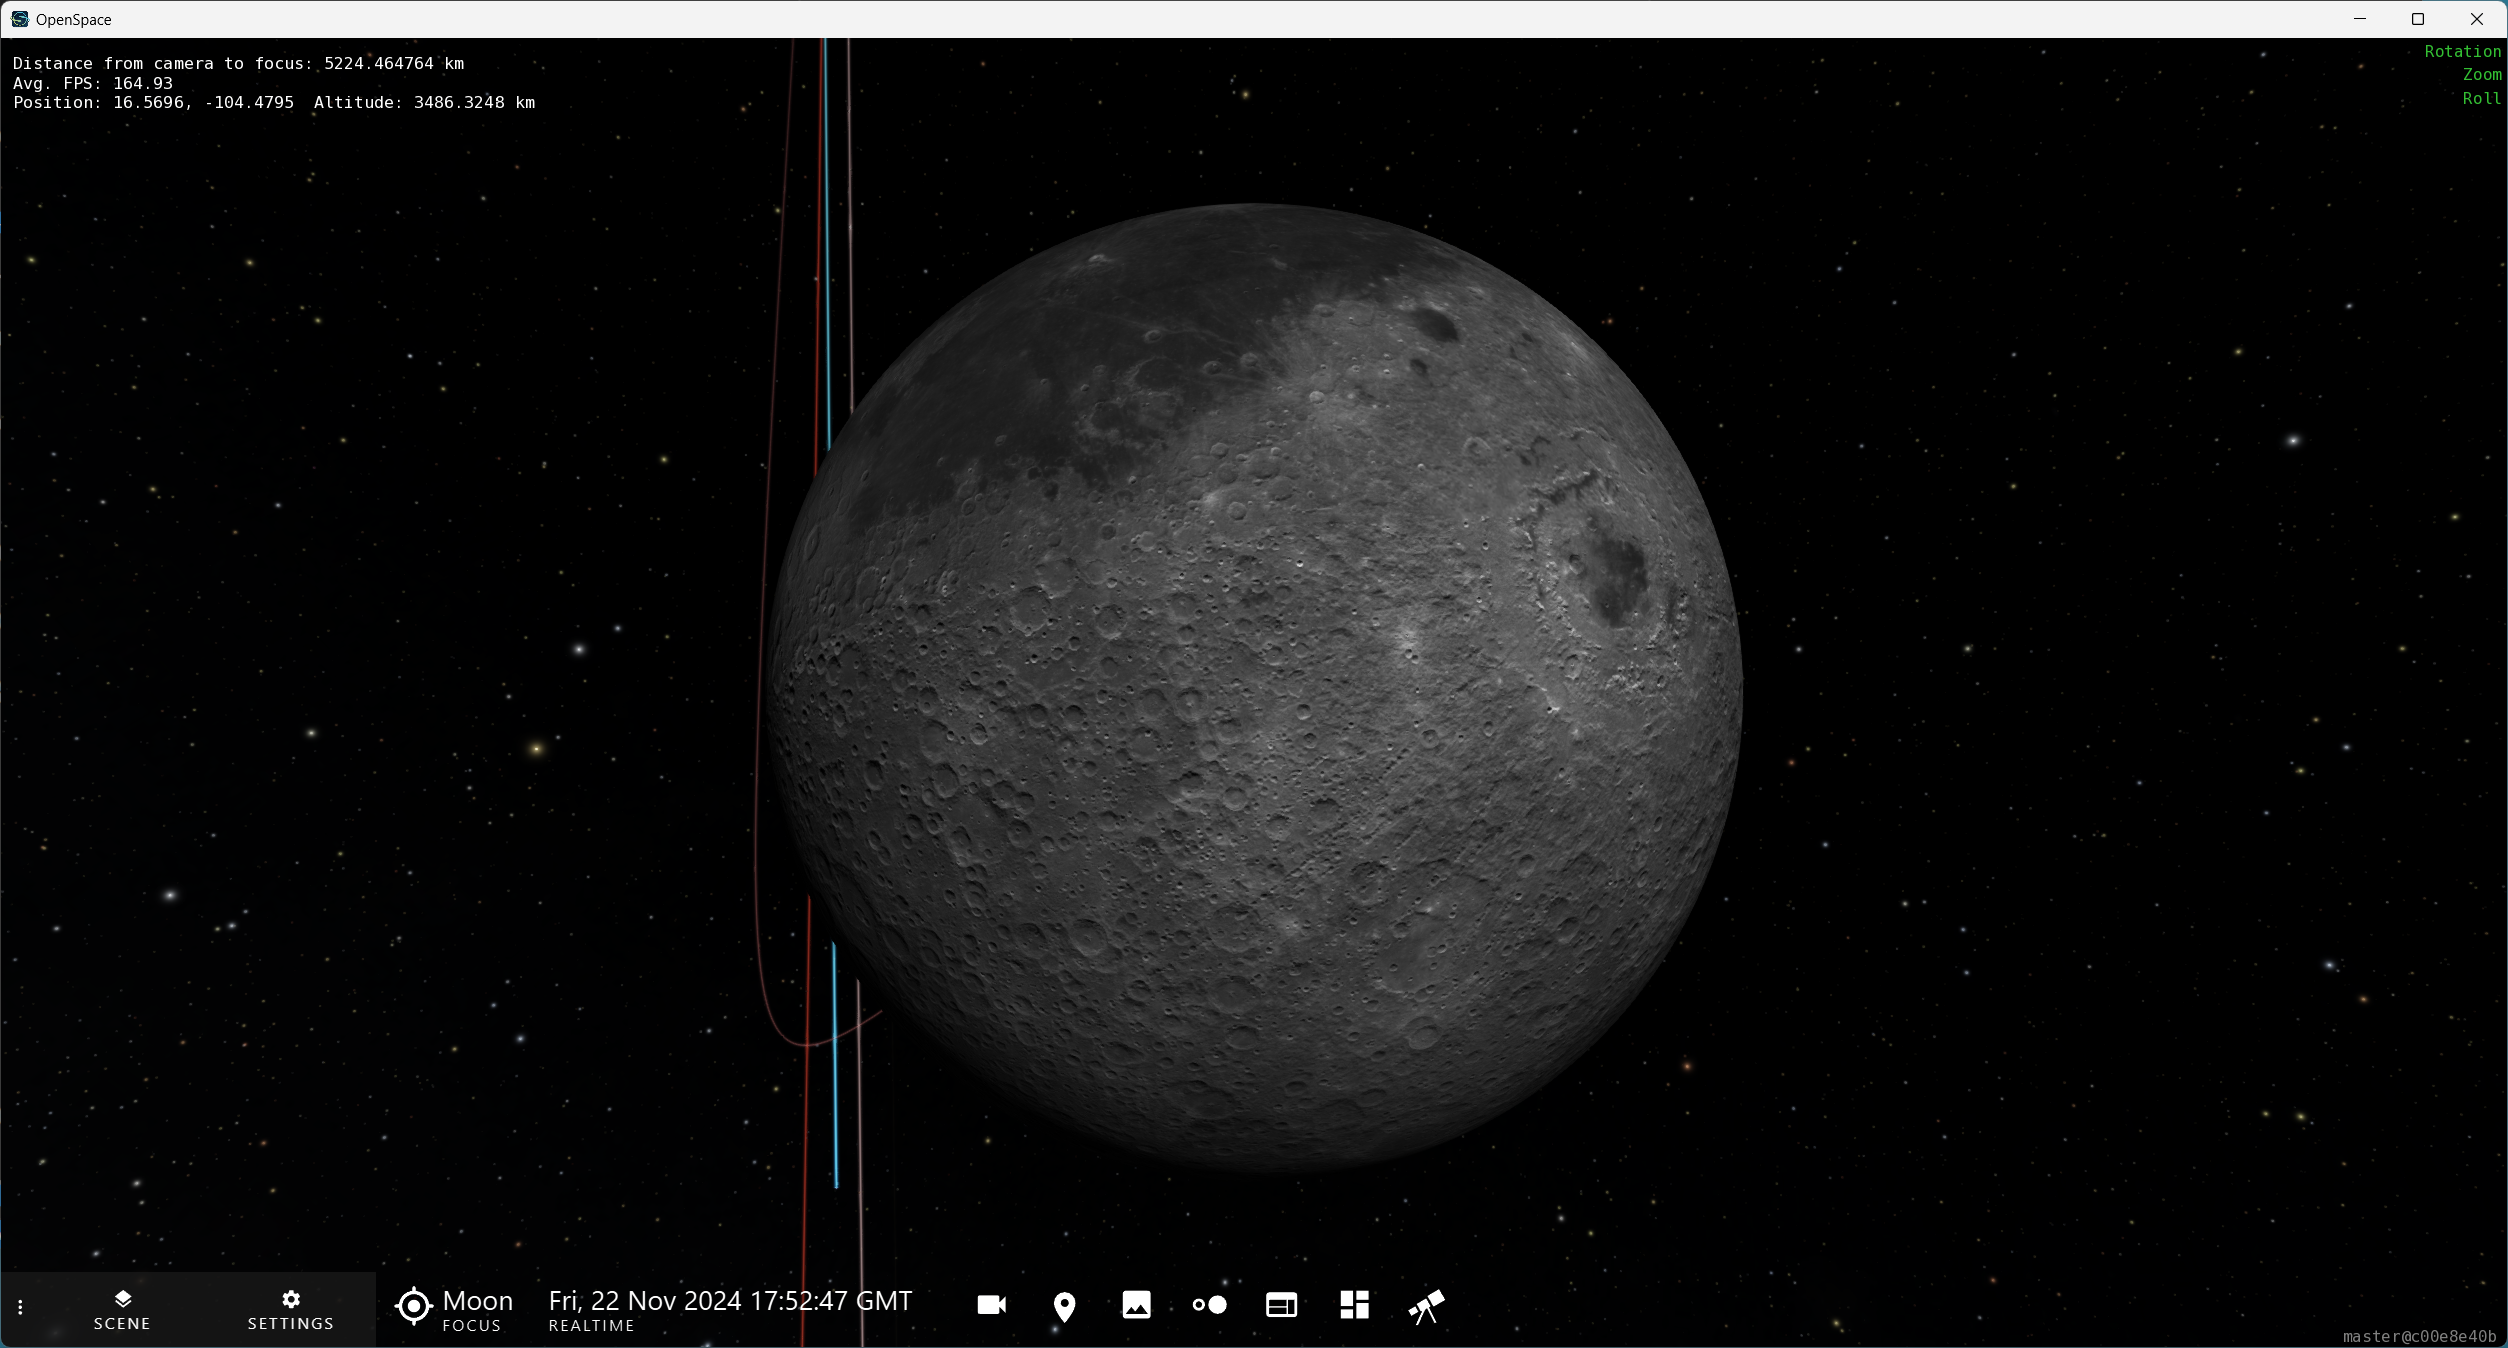 OpenSpace
Distance from camera to focus: 5224.464764 km
Avg. FPS: 164.93
Position: 16.5696, -104.4795  Altitude: 3486.3248 km
Rotation
Zoom
Roll
SCENE
SETTINGS
Moon
FOCUS
Fri, 22 Nov 2024 17:52:47 GMT
REALTIME
master@c00e8e40b